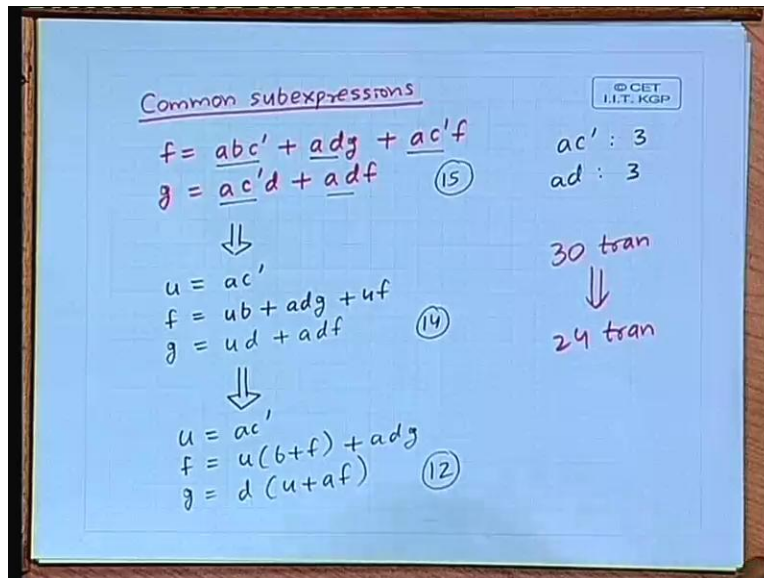 Common subexpressions
© CET
I.I.T. KGP
f = abc' + adg + ac'f
g = ac'd + adf
15
ac' : 3
ad : 3
⇓
u = ac'
f = ub + adg + uf
g = ud + adf
14
30 tran
⇓
24 tran
⇓
u = ac'
f = u(b+f) + adg
g = d(u+af)
12